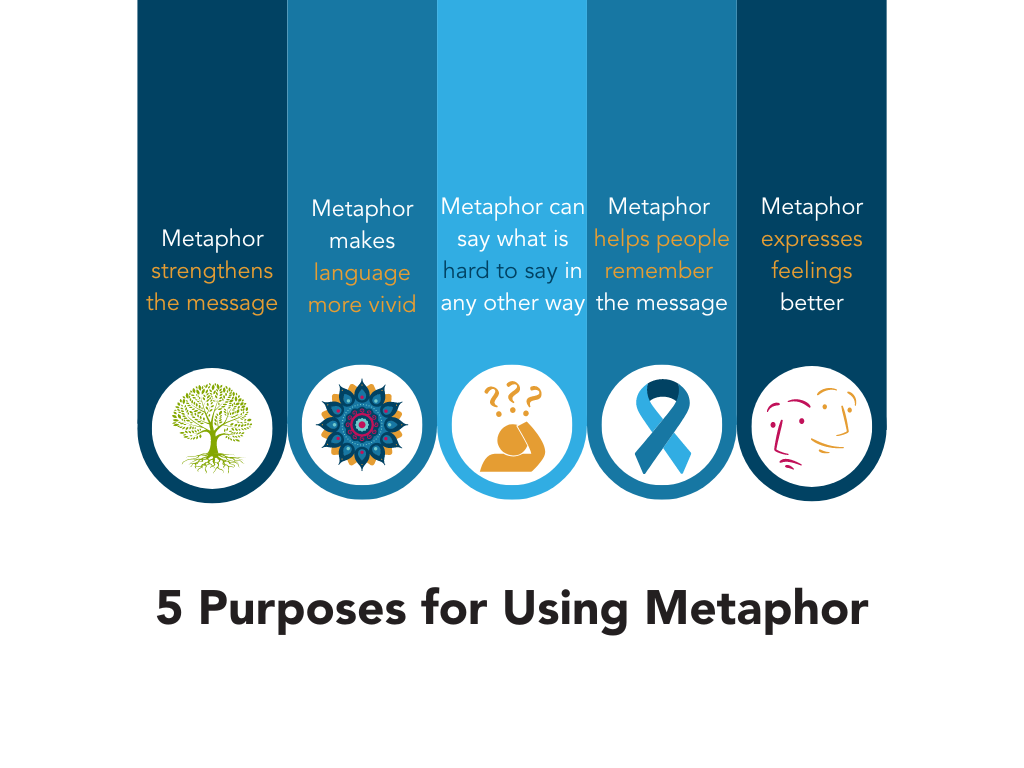 Metaphor
strengthens
the message
Metaphor
makes
language
more vivid
Metaphor can
say what is
hard to say in
any other way
Metaphor
helps people
remember
the message
Metaphor
expresses
feelings
better
???
5 Purposes for Using Metaphor